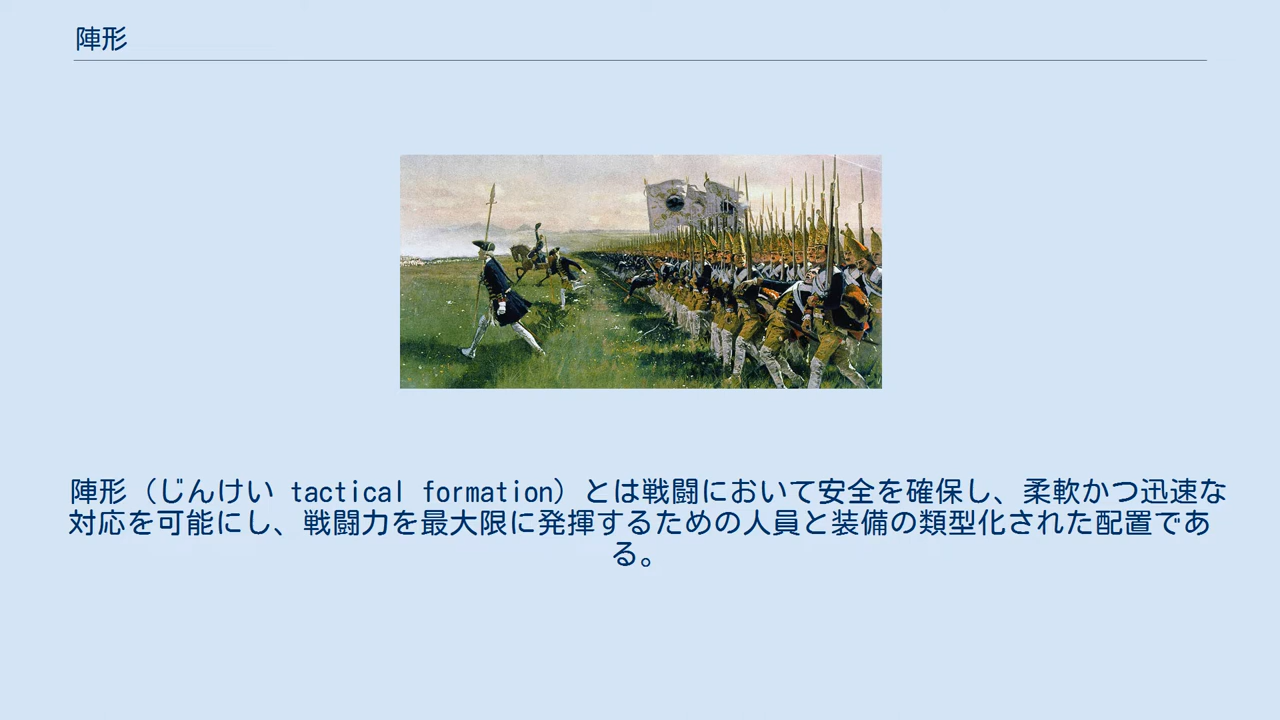 陣形
陣形（じんけい tactical formation）とは戦闘において安全を確保し、柔軟かつ迅速な
対応を可能にし、戦闘力を最大限に発揮するための人員と装備の類型化された配置であ
る。